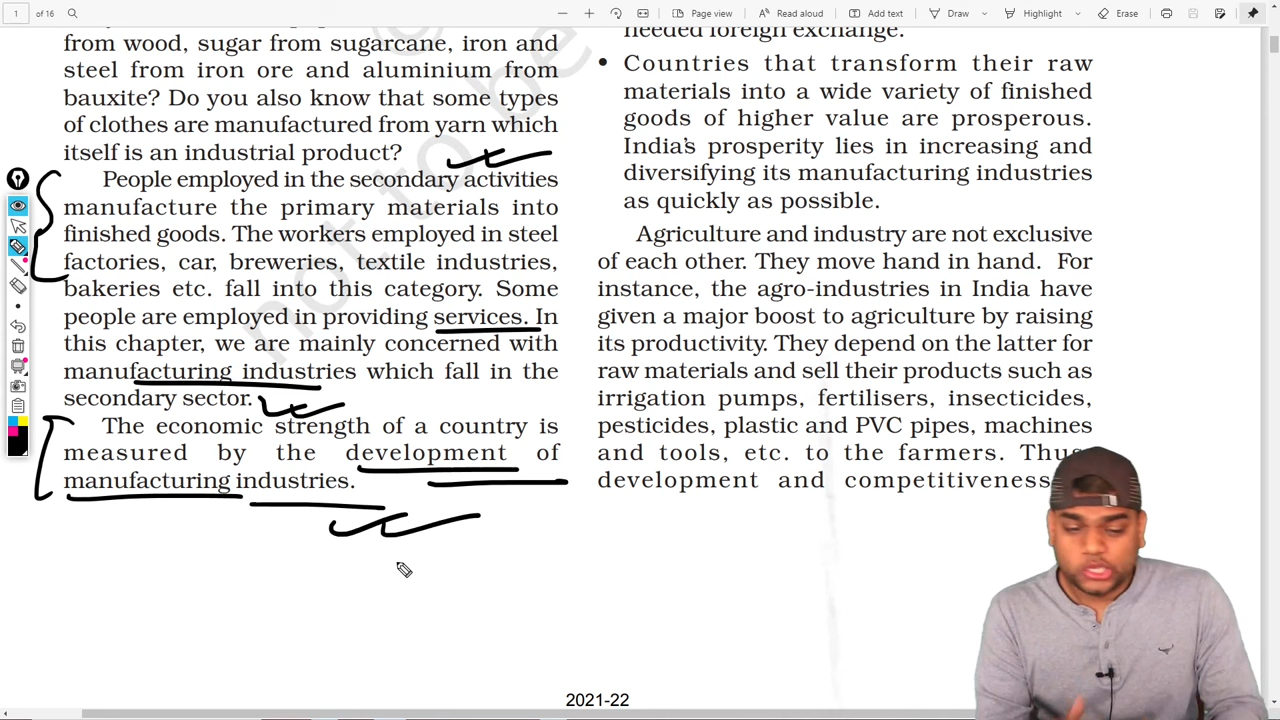 1 of 16
Page view
Read aloud
Add text
Draw
Highlight
Erase
from wood, sugar from sugarcane, iron and
steel from iron ore and aluminium from
bauxite? Do you also know that some types
of clothes are manufactured from yarn which
itself is an industrial product?
People employed in the secondary activities
manufacture the primary materials into
finished goods. The workers employed in steel
factories, car, breweries, textile industries,
bakeries etc. fall into this category. Some
people are employed in providing services. In
this chapter, we are mainly concerned with
manufacturing industries which fall in the
secondary sector.
The economic strength of a country is
measured by the development of
manufacturing industries.
needed foreign exchange.
• Countries that transform their raw
materials into a wide variety of finished
goods of higher value are prosperous.
India's prosperity lies in increasing and
diversifying its manufacturing industries
as quickly as possible.
Agriculture and industry are not exclusive
of each other. They move hand in hand. For
instance, the agro-industries in India have
given a major boost to agriculture by raising
its productivity. They depend on the latter for
raw materials and sell their products such as
irrigation pumps, fertilisers, insecticides,
pesticides, plastic and PVC pipes, machines
and tools, etc. to the farmers. Thus
development and competitiveness
not to be
2021-22